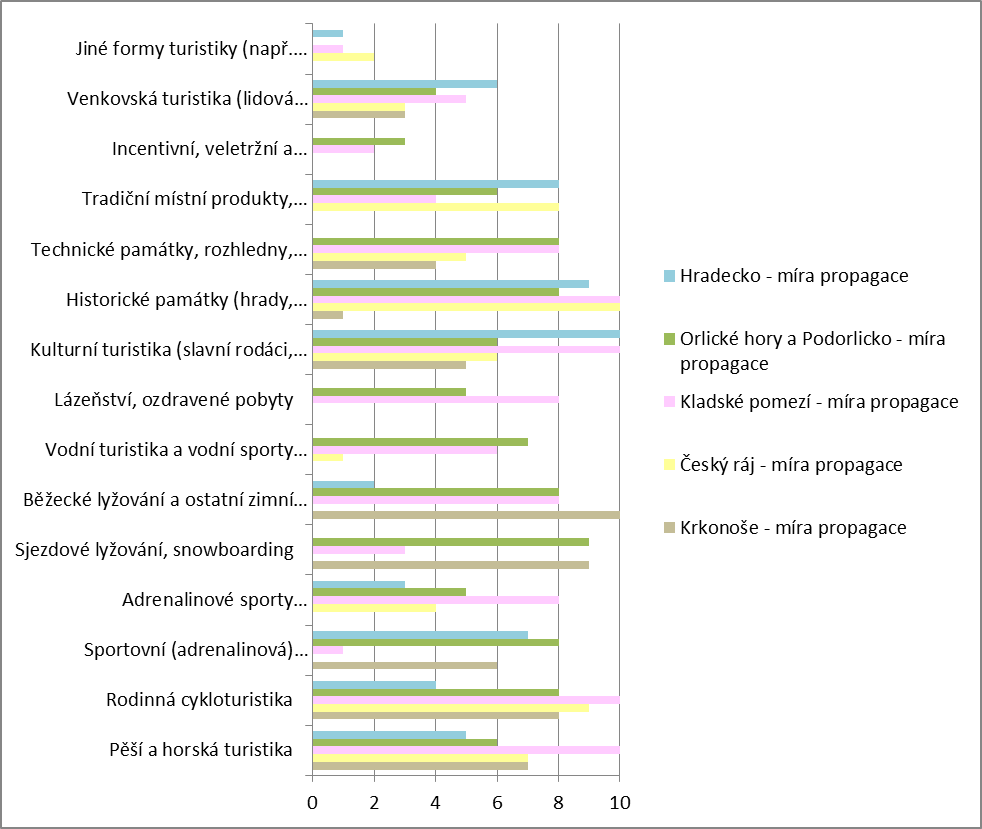 Jiné formy turistiky (např....
Venkovská turistika (lidová...
Incentivní, veletržní a...
Tradiční místní produkty,...
Technické památky, rozhledny,...
Historické památky (hrady,...
Kulturní turistika (slavní rodáci,...
Lázeňství, ozdravené pobyty
Vodní turistika a vodní sporty...
Běžecké lyžování a ostatní zimní...
Sjezdové lyžování, snowboarding
Adrenalinové sporty...
Sportovní (adrenalinová)...
Rodinná cykloturistika
Pěší a horská turistika
0 2 4 6 8 10
Hradecko - míra propagace
Orlické hory a Podorlicko - míra
propagace
Kladské pomezí - míra propagace
Český ráj - míra propagace
Krkonoše - míra propagace